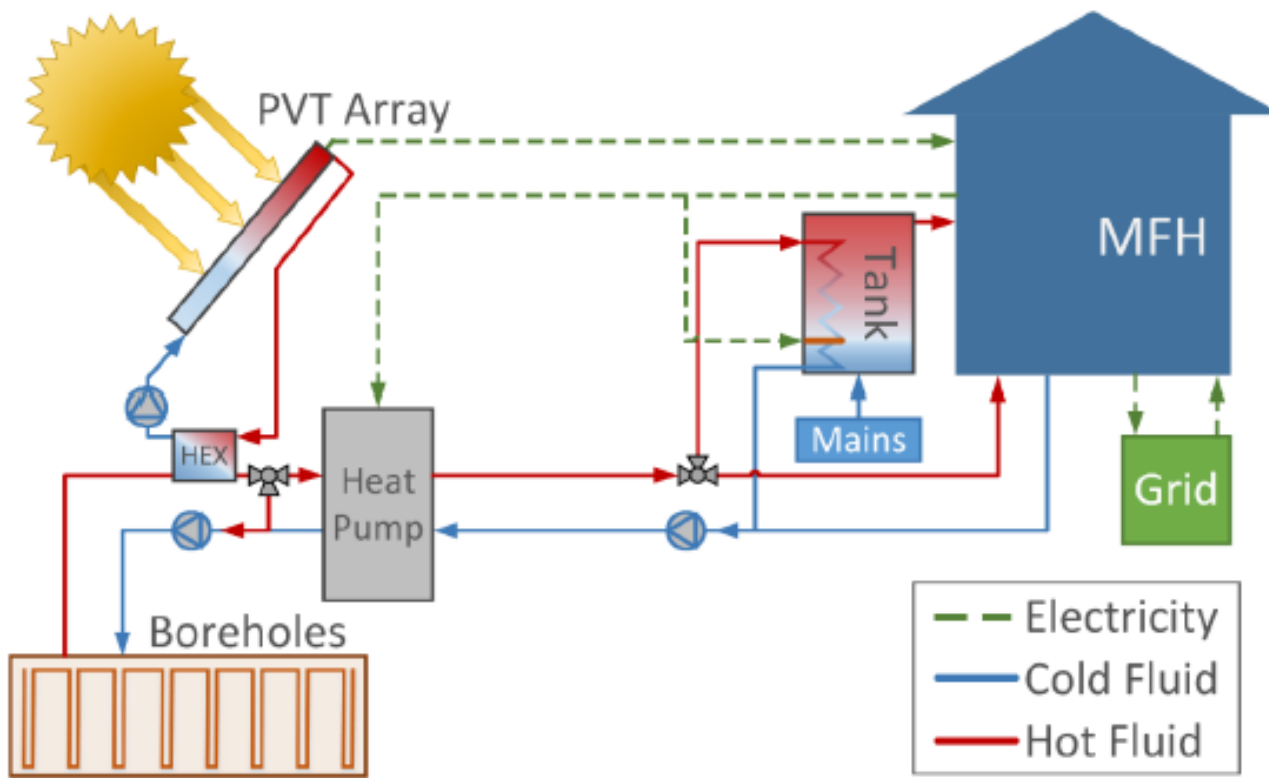 PVT Array
MFH
Tank
HEX
Mains
Heat
Pump
Grid
Boreholes
Electricity
Cold Fluid
Hot Fluid